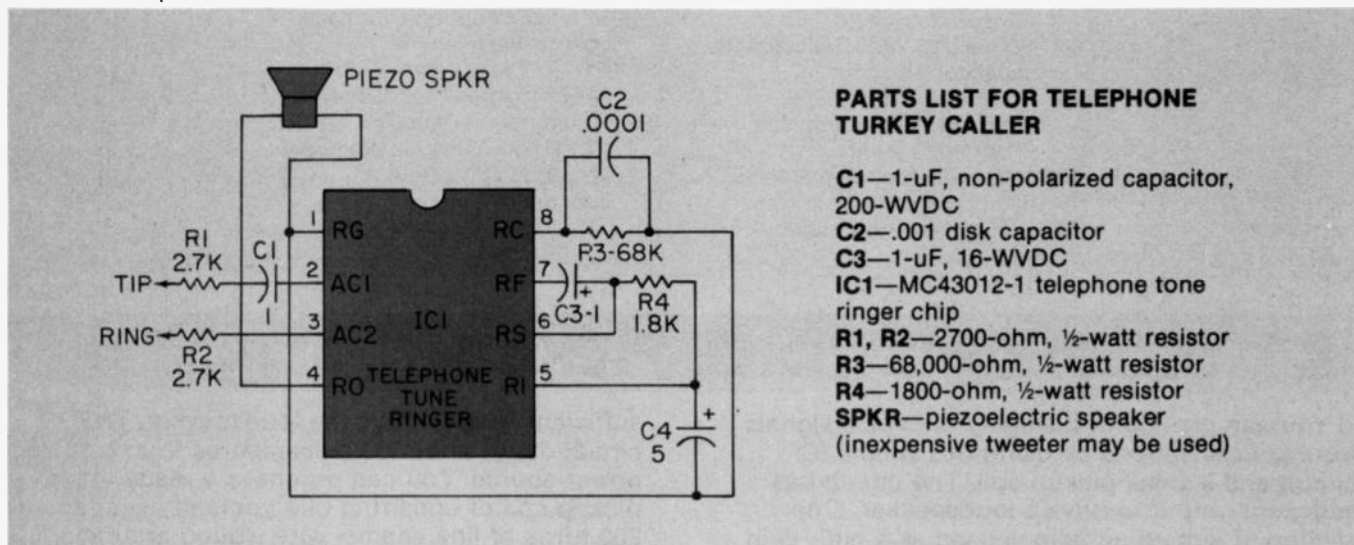 PIEZO SPKR
C2
.0001
1
RG
RC
8
R3-68K
R1
2.7K
C1
1
TIP
2
AC1
RF
7
C3-1
+
R4
1.8K
RING
3
AC2
IC1
RS
6
R2
2.7K
4
RO
TELEPHONE
TUNE
RINGER
RI
5
C4
5
+
PARTS LIST FOR TELEPHONE
TURKEY CALLER
C1—1-uF, non-polarized capacitor,
200-WVDC
C2—.001 disk capacitor
C3—1-uF, 16-WVDC
IC1—MC43012-1 telephone tone
ringer chip
R1, R2—2700-ohm, ½-watt resistor
R3—68,000-ohm, ½-watt resistor
R4—1800-ohm, ½-watt resistor
SPKR—piezoelectric speaker
(inexpensive tweeter may be used)